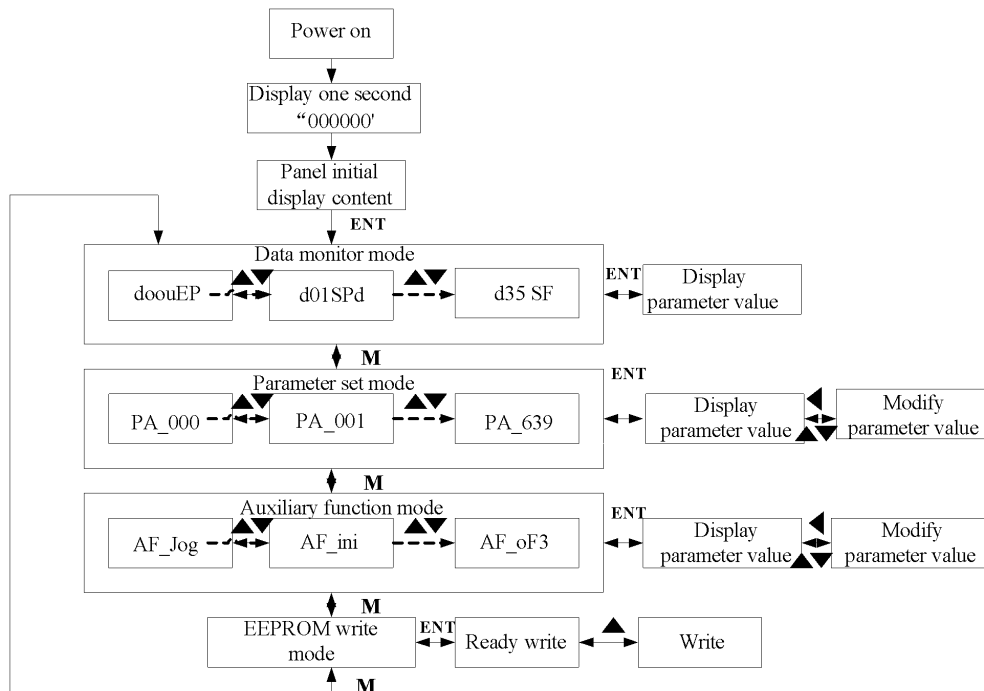 Power on
Display one second
“000000'
Panel initial
display content
ENT
Data monitor mode
doouEP
d01SPd
d35 SF
ENT
Display
parameter value
M
Parameter set mode
PA_000
PA_001
PA_639
ENT
Display
parameter value
Modify
parameter value
M
Auxiliary function mode
AF_Jog
AF_ini
AF_oF3
ENT
Display
parameter value
Modify
parameter value
M
EEPROM write
mode
ENT
Ready write
Write
M